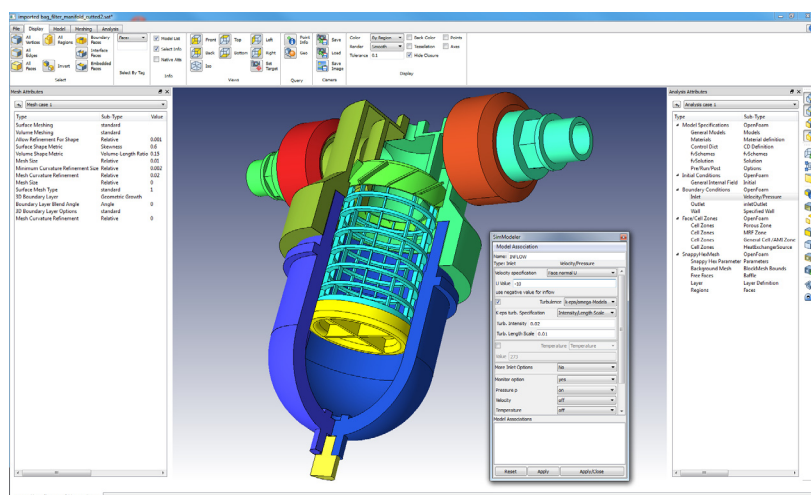 imported bag_filter_manifold_cutted2.sat*
File Display Model Meshing Analysis
All Vertices All Regions Boundary Faces
All Edges Interface Faces
All Faces Invert Embedded Faces
Select
Select By Tag
Model List
Select Info
Native Atts
Info
Front Top Left
Back Bottom Right
Iso Set Target
Views
Point Info
Geo
Query
Save
Load
Save Image
Camera
Color By Region Back Color Points
Render Smooth Tessellation Axes
Tolerance 0.1 Hide Closure
Display
Mesh Attributes
Mesh case 1
Type Sub-Type Value
Surface Meshing standard
Volume Meshing standard
Allow Refinement For Shape Relative 0.001
Surface Shape Metric Skewness 0.6
Volume Shape Metric Volume-Length Ratio 0.15
Mesh Size Relative 0.01
Minimum Curvature Refinement Size Relative 0.002
Mesh Curvature Refinement Relative 0.02
Mesh Size Relative 0
Surface Mesh Type standard 1
3D Boundary Layer Geometric Growth
Boundary Layer Blend Angle Angle 0
3D Boundary Layer Options standard
Mesh Curvature Refinement Relative 0
SimModeler
Model Association
Name: INFLOW
Type: Inlet Velocity/Pressure
Velocity specification Face normal U
U Value -10
use negative value for inflow
Turbulence k-eps/omega-Models
K-eps turb. Specification Intensity/Length Scale
Turb. Intensity 0.02
Turb. Length Scale 0.01
Temperature Temperature
Value 273
More Inlet Options No
Monitor option yes
Pressure p on
Velocity off
Temperature off
Model Associations
Reset Apply Apply/Close
Analysis Attributes
Analysis case 1
Type Sub-Type
Model Specifications OpenFoam
General Models Models
Materials Material definition
Control Dict CD Definition
fvSchemes fvSchemes
fvSolution Solution
Pre/Run/Post Options
Initial Conditions OpenFoam
General Internal Field Initial
Boundary Conditions OpenFoam
Inlet Velocity/Pressure
Outlet inletOutlet
Wall Specified Wall
Face/Cell Zones OpenFoam
Cell Zones Porous Zone
Cell Zones MRF Zone
Cell Zones General Cell /AMI Zone
Cell Zones HeatExchangerSource
SnappyHexMesh OpenFoam
Snappy Hex Parameter Parameters
Background Mesh BlockMesh Bounds
Free Faces Baffle
Layer Layer Definition
Regions Faces